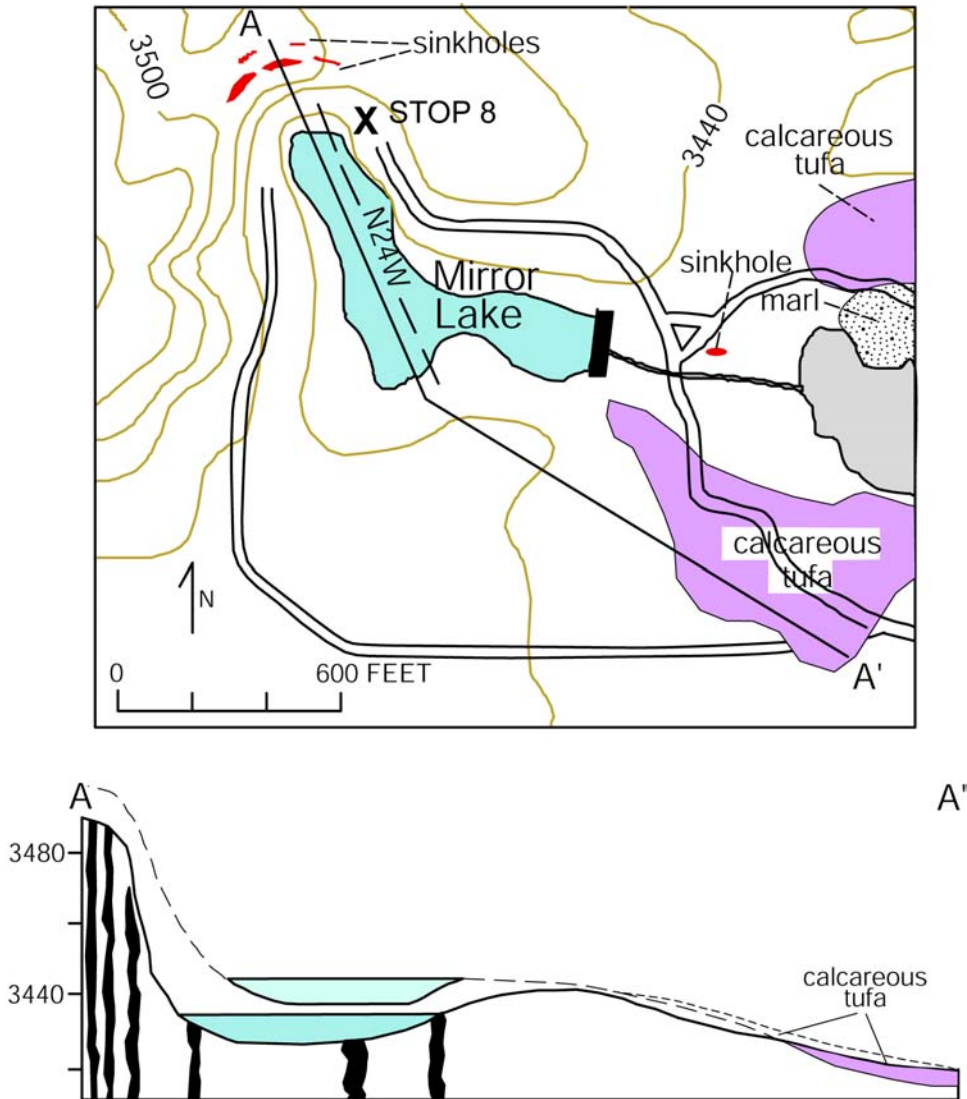 A
sinkholes
3500
X STOP 8
3440
calcareous
tufa
N24W
sinkhole
marl
Mirror
Lake
calcareous
tufa
N
0 600 FEET
A'
A A'
3480
3440
calcareous
tufa